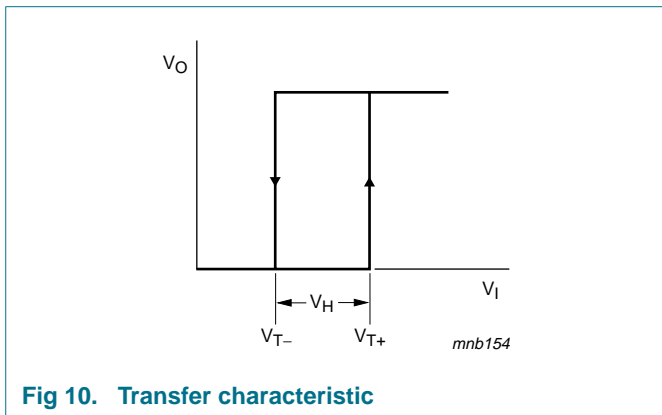 VO
VI
VH
VT− VT+
mnb154
Fig 10. Transfer characteristic